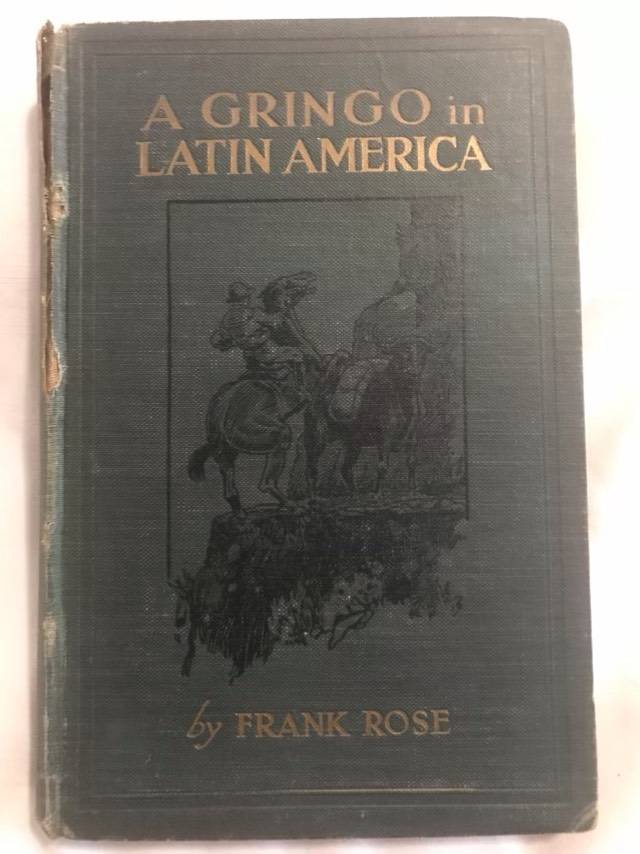 A GRINGO in
LATIN AMERICA
by FRANK ROSE